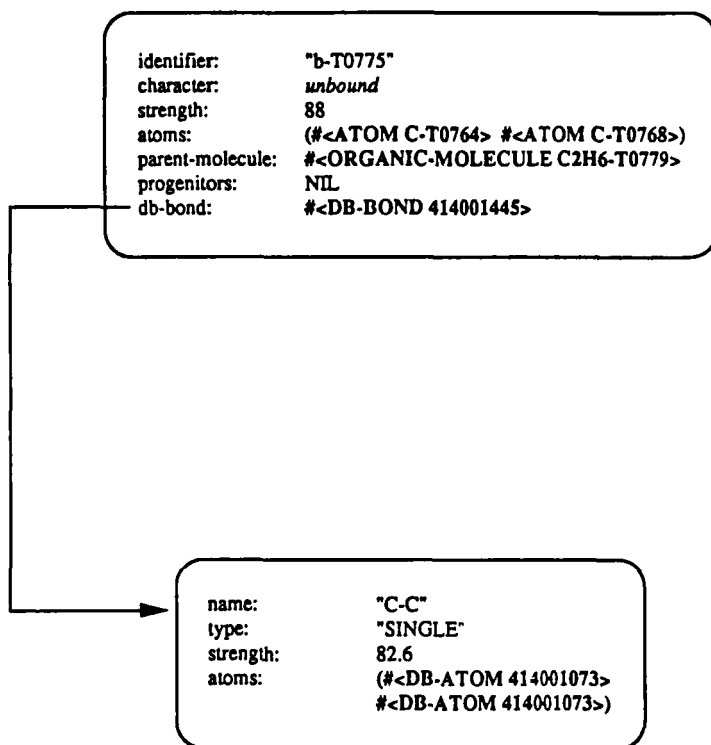 identifier: "b-T0775"
character: unbound
strength: 88
atoms: (#<ATOM C-T0764> #<ATOM C-T0768>)
parent-molecule: #<ORGANIC-MOLECULE C2H6-T0779>
progenitors: NIL
db-bond: #<DB-BOND 414001445>
name: "C-C"
type: "SINGLE"
strength: 82.6
atoms: (#<DB-ATOM 414001073>
#<DB-ATOM 414001073>)